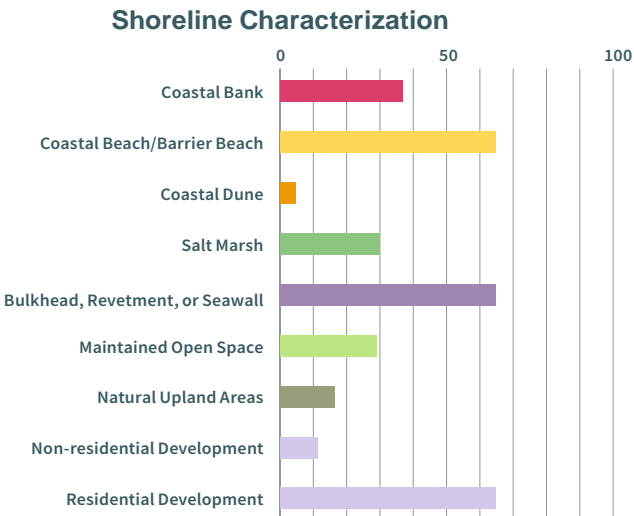 Shoreline Characterization
0 50 100
Coastal Bank
Coastal Beach/Barrier Beach
Coastal Dune
Salt Marsh
Bulkhead, Revetment, or Seawall
Maintained Open Space
Natural Upland Areas
Non-residential Development
Residential Development